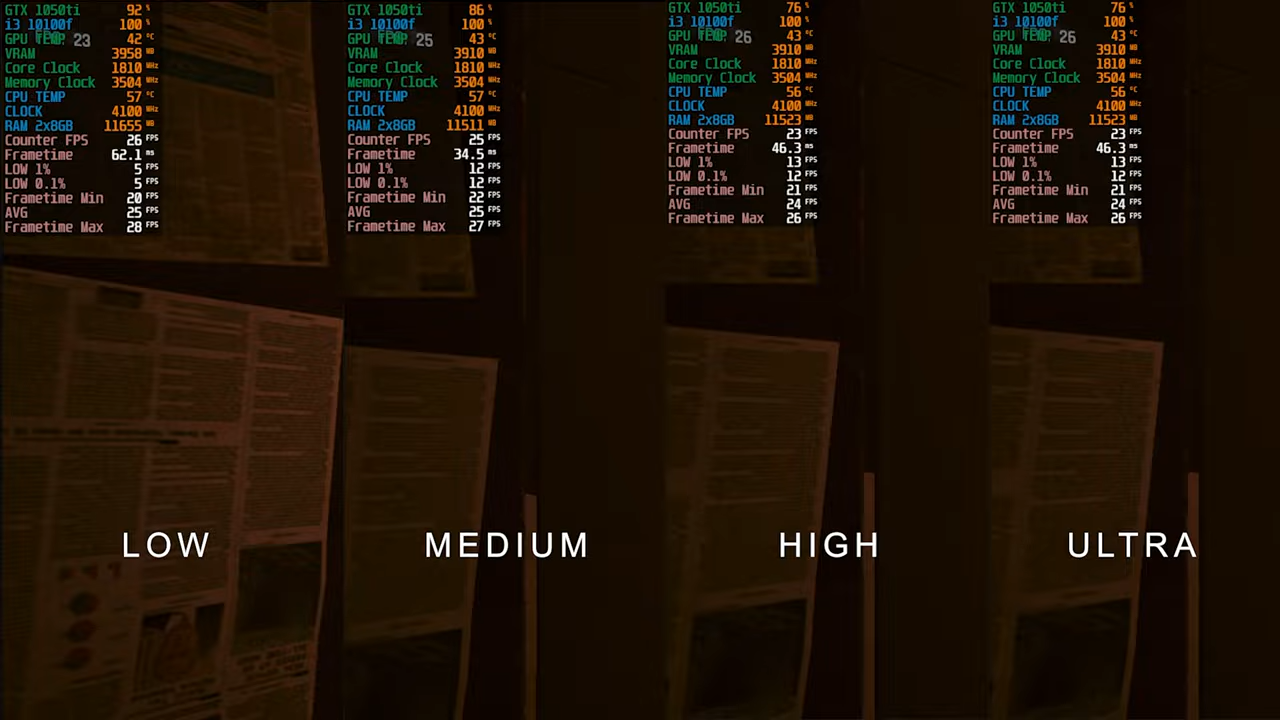 GTX 1050ti 92 %
i3 10100f 100 %
GPU TEMP. 42 °C
23
VRAM 3958 MB
Core Clock 1810 MHz
Memory Clock 3504 MHz
CPU TEMP 57 °C
CLOCK 4100 MHz
RAM 2x8GB 11655 MB
Counter FPS 26 FPS
Frametime 62.1 ms
LOW 1% 5 FPS
LOW 0.1% 5 FPS
Frametime Min 20 FPS
AVG 25 FPS
Frametime Max 28 FPS
LOW
GTX 1050ti 86 %
i3 10100f 100 %
GPU TEMP. 43 °C
25
VRAM 3910 MB
Core Clock 1810 MHz
Memory Clock 3504 MHz
CPU TEMP 57 °C
CLOCK 4100 MHz
RAM 2x8GB 11511 MB
Counter FPS 25 FPS
Frametime 34.5 ms
LOW 1% 12 FPS
LOW 0.1% 12 FPS
Frametime Min 22 FPS
AVG 25 FPS
Frametime Max 27 FPS
MEDIUM
GTX 1050ti 76 %
i3 10100f 100 %
GPU TEMP. 43 °C
26
VRAM 3910 MB
Core Clock 1810 MHz
Memory Clock 3504 MHz
CPU TEMP 56 °C
CLOCK 4100 MHz
RAM 2x8GB 11523 MB
Counter FPS 23 FPS
Frametime 46.3 ms
LOW 1% 13 FPS
LOW 0.1% 12 FPS
Frametime Min 21 FPS
AVG 24 FPS
Frametime Max 26 FPS
HIGH
GTX 1050ti 76 %
i3 10100f 100 %
GPU TEMP. 43 °C
26
VRAM 3910 MB
Core Clock 1810 MHz
Memory Clock 3504 MHz
CPU TEMP 56 °C
CLOCK 4100 MHz
RAM 2x8GB 11523 MB
Counter FPS 23 FPS
Frametime 46.3 ms
LOW 1% 13 FPS
LOW 0.1% 12 FPS
Frametime Min 21 FPS
AVG 24 FPS
Frametime Max 26 FPS
ULTRA